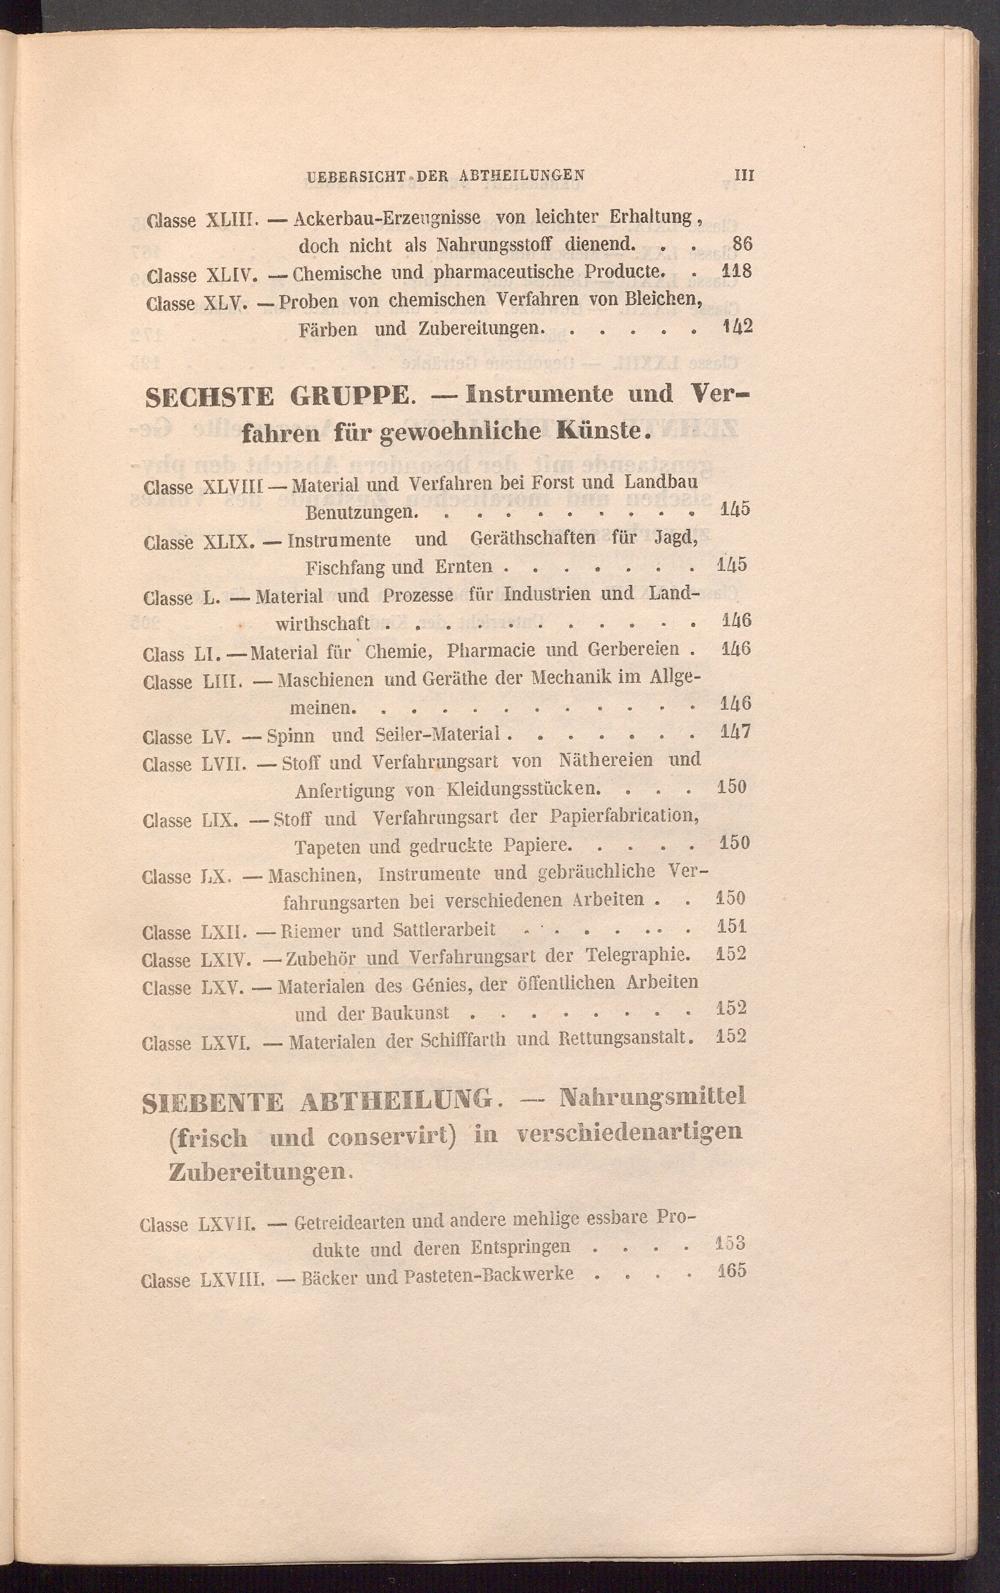 UEBERSICHT DER ABTHEILUNGEN III
Classe XLIII. — Ackerbau-Erzeugnisse von leichter Erhaltung,
doch nicht als Nahrungsstoff dienend. . . 86
Classe XLIV. — Chemische und pharmaceutische Producte. . 118
Classe XLV. — Proben von chemischen Verfahren von Bleichen,
Färben und Zubereitungen. . . . . . 142
SECHSTE GRUPPE. — Instrumente und Ver-
fahren für gewoehnliche Künste.
Classe XLVIII — Material und Verfahren bei Forst und Landbau
Benutzungen. . . . . . . . . . 145
Classe XLIX. — Instrumente und Geräthschaften für Jagd,
Fischfang und Ernten . . . . . . . 145
Classe L. — Material und Prozesse für Industrien und Land-
wirthschaft . . . . . . . . . . . 146
Class LI. — Material für Chemie, Pharmacie und Gerbereien . 146
Classe LIII. — Maschienen und Geräthe der Mechanik im Allge-
meinen. . . . . . . . . . . . 146
Classe LV. — Spinn und Seiler-Material . . . . . . . 147
Classe LVII. — Stoff und Verfahrungsart von Näthereien und
Anfertigung von Kleidungsstücken. . . . 150
Classe LIX. — Stoff und Verfahrungsart der Papierfabrication,
Tapeten und gedruckte Papiere. . . . . 150
Classe LX. — Maschinen, Instrumente und gebräuchliche Ver-
fahrungsarten bei verschiedenen Arbeiten . . 150
Classe LXII. — Riemer und Sattlerarbeit . . . . . . . 151
Classe LXIV. — Zubehör und Verfahrungsart der Telegraphie. 152
Classe LXV. — Materialen des Génies, der öffentlichen Arbeiten
und der Baukunst . . . . . . . . 152
Classe LXVI. — Materialen der Schifffarth und Rettungsanstalt. 152
SIEBENTE ABTHEILUNG. — Nahrungsmittel
(frisch und conservirt) in verschiedenartigen
Zubereitungen.
Classe LXVII. — Getreidearten und andere mehlige essbare Pro-
dukte und deren Entspringen . . . . 153
Classe LXVIII. — Bäcker und Pasteten-Backwerke . . . . 165